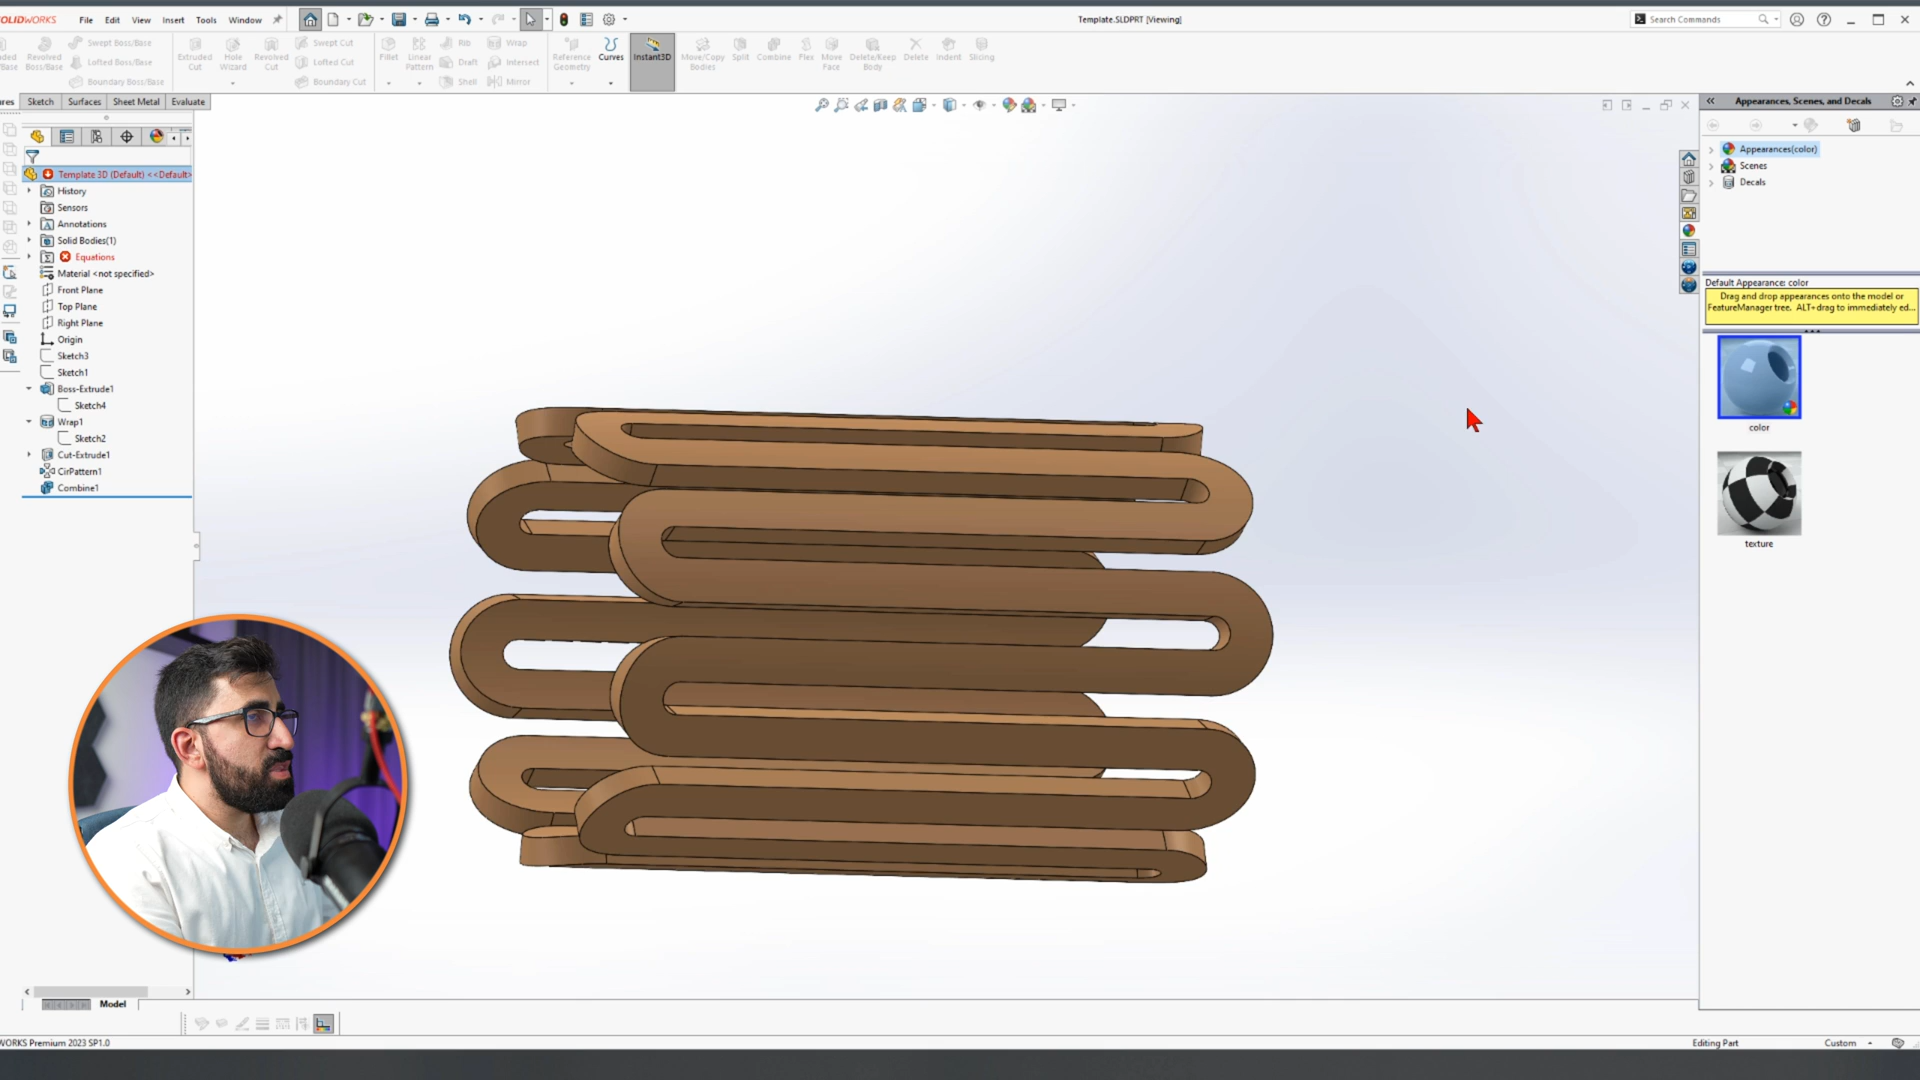 SOLIDWORKS File Edit View Insert Tools Window Template.SLDPRT [Viewing] Search Commands
Revolved Boss/Base
Swept Boss/Base
Lofted Boss/Base
Boundary Boss/Base
Extruded Cut
Hole Wizard
Revolved Cut
Swept Cut
Lofted Cut
Boundary Cut
Fillet
Linear Pattern
Rib
Draft
Shell
Wrap
Intersect
Mirror
Reference Geometry
Curves
Instant3D
Move/Copy Bodies
Split
Combine
Flex
Move Face
Delete/Keep Body
Delete
Indent
Slicing
res Sketch Surfaces Sheet Metal Evaluate
Template 3D (Default) <<Default>
History
Sensors
Annotations
Solid Bodies(1)
Equations
Material <not specified>
Front Plane
Top Plane
Right Plane
Origin
Sketch3
Sketch1
Boss-Extrude1
Sketch4
Wrap1
Sketch2
Cut-Extrude1
CirPattern1
Combine1
Appearances, Scenes, and Decals
Appearances(color)
Scenes
Decals
Default Appearance: color
Drag and drop appearances onto the model or
FeatureManager tree. ALT+drag to immediately ed...
color
texture
Model
WORKS Premium 2023 SP1.0
Editing Part
Custom